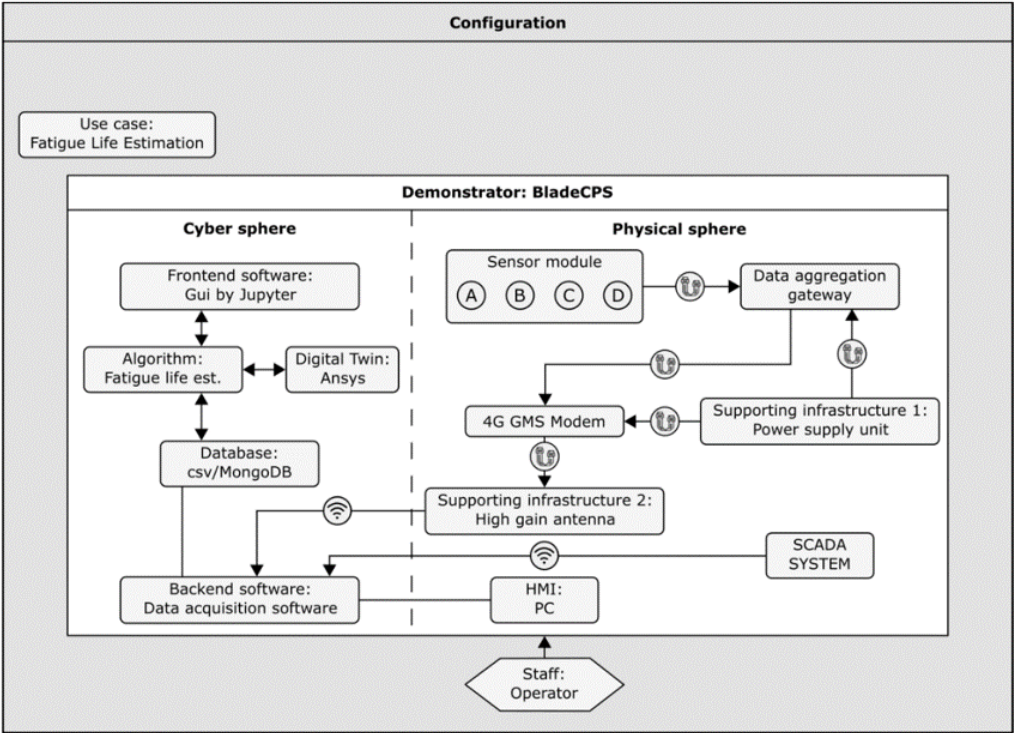 Configuration
Use case:
Fatigue Life Estimation
Demonstrator: BladeCPS
Cyber sphere
Physical sphere
Frontend software:
Gui by Jupyter
Sensor module
A B C D
Data aggregation
gateway
Algorithm:
Fatigue life est.
Digital Twin:
Ansys
4G GMS Modem
Supporting infrastructure 1:
Power supply unit
Database:
csv/MongoDB
Supporting infrastructure 2:
High gain antenna
SCADA
SYSTEM
Backend software:
Data acquisition software
HMI:
PC
Staff:
Operator